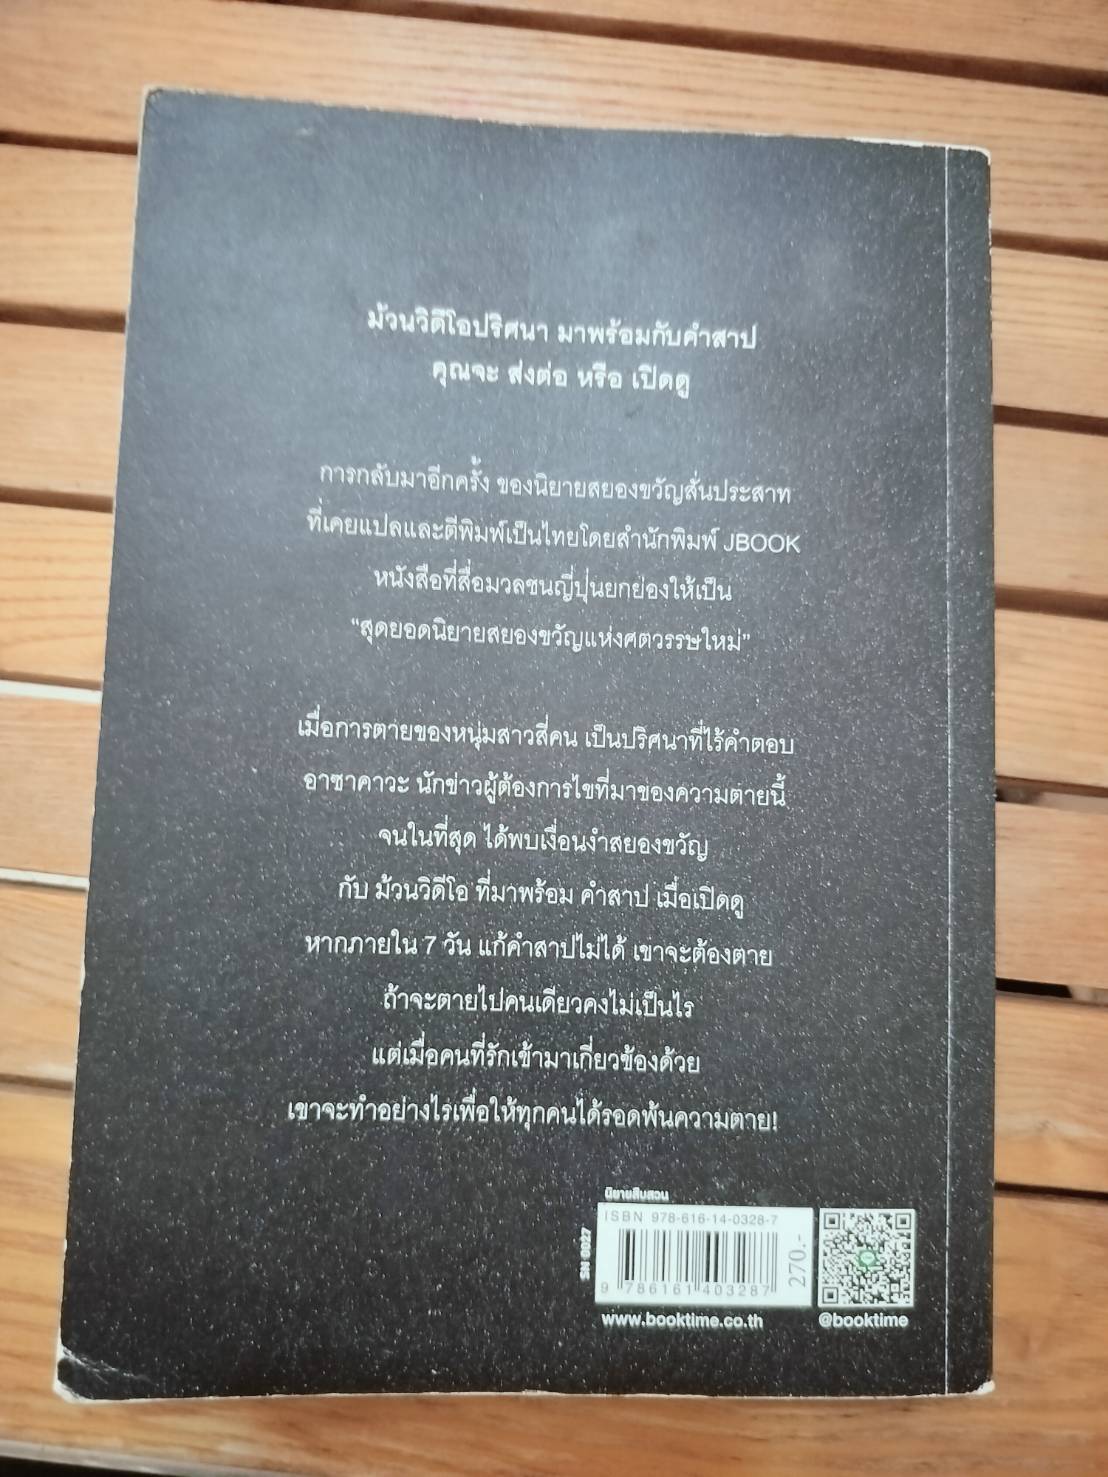 ม้วนวิดีโอปริศนา มาพร้อมกับคำสาป
คุณจะ ส่งต่อ หรือ เปิดดู
การกลับมาอีกครั้ง ของนิยายสยองขวัญสั่นประสาท
ที่เคยแปลและตีพิมพ์เป็นไทยโดยสำนักพิมพ์ JBOOK
หนังสือที่สื่อมวลชนญี่ปุ่นยกย่องให้เป็น
“สุดยอดนิยายสยองขวัญแห่งศตวรรษใหม่”
เมื่อการตายของหนุ่มสาวสี่คน เป็นปริศนาที่ไร้คำตอบ
อาซาคาวะ นักข่าวผู้ต้องการไขที่มาของความตายนี้
จนในที่สุด ได้พบเงื่อนงำสยองขวัญ
กับ ม้วนวิดีโอ ที่มาพร้อม คำสาป เมื่อเปิดดู
หากภายใน 7 วัน แก้คำสาปไม่ได้ เขาจะต้องตาย
ถ้าจะตายไปคนเดียวคงไม่เป็นไร
แต่เมื่อคนที่รักเข้ามาเกี่ยวข้องด้วย
เขาจะทำอย่างไรเพื่อให้ทุกคนได้รอดพ้นความตาย!
นิยายสืบสวน
SN 0027
ISBN 978-616-14-0328-7
9 786161 403287
270.-
www.booktime.co.th
@booktime